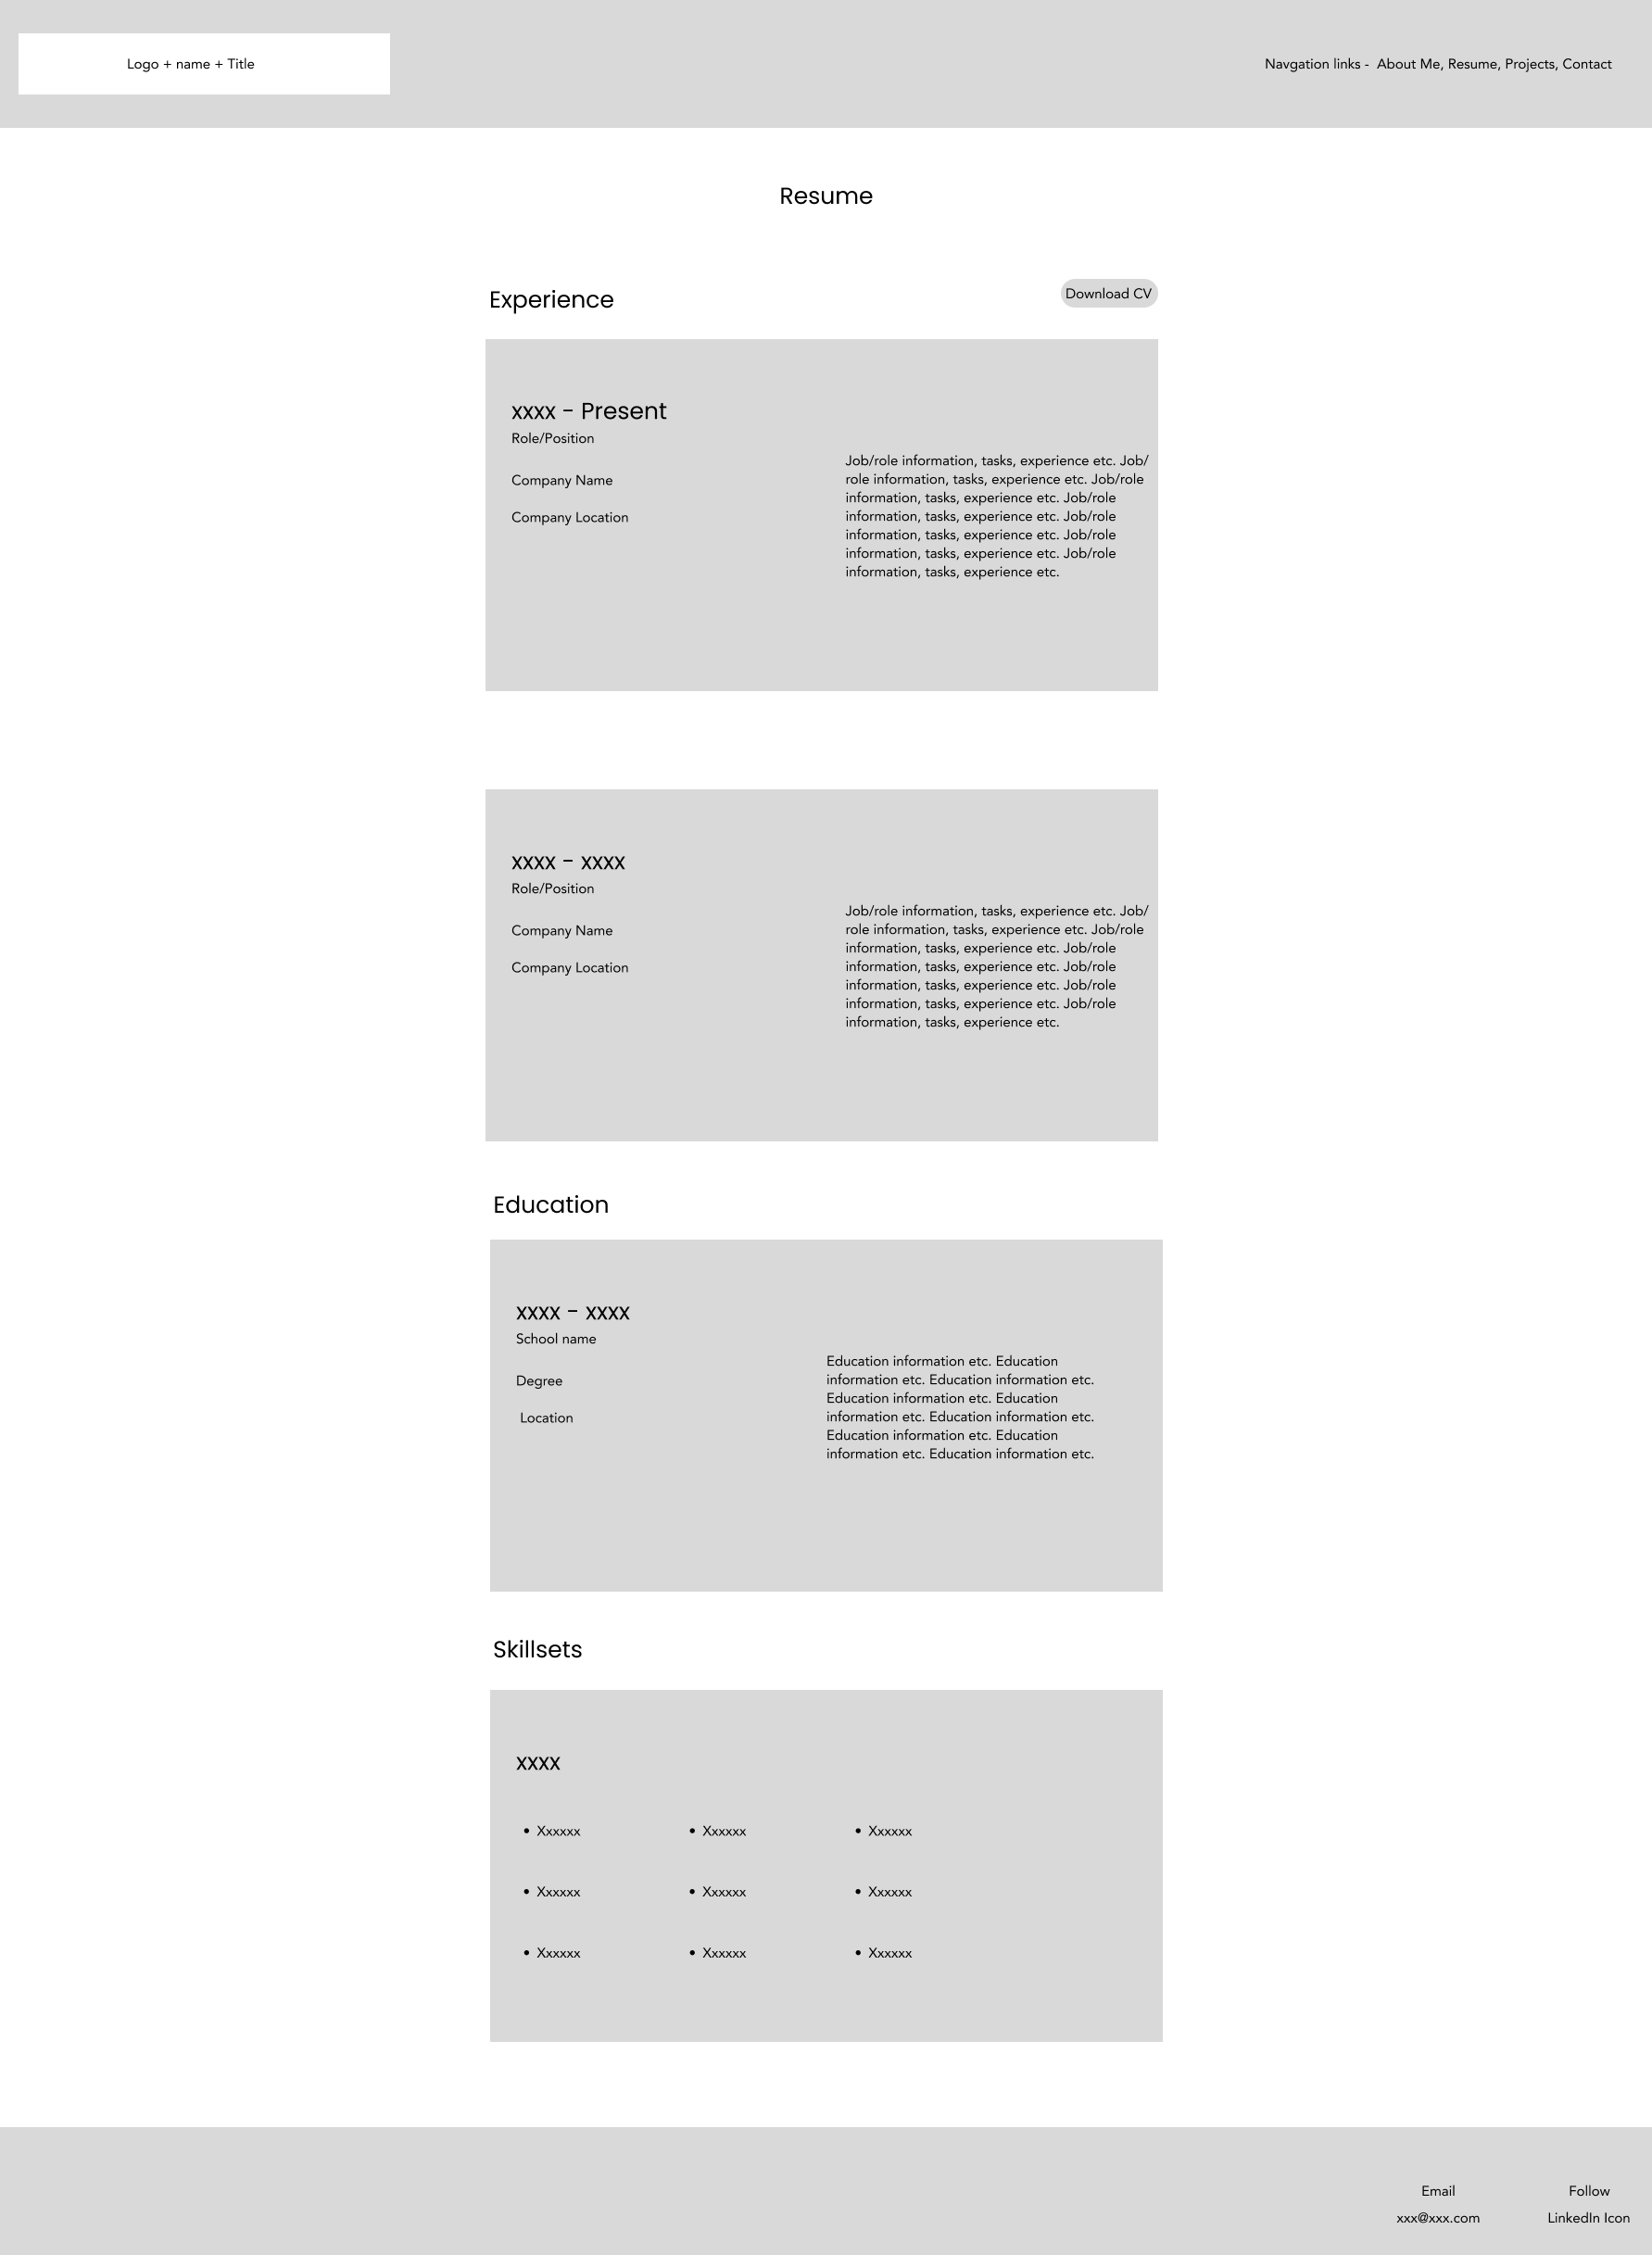 Logo + name + Title
Navgation links -  About Me, Resume, Projects, Contact
Resume
Experience
Download CV
xxxx - Present
Role/Position
Company Name
Company Location
Job/role information, tasks, experience etc. Job/
role information, tasks, experience etc. Job/role
information, tasks, experience etc. Job/role
information, tasks, experience etc. Job/role
information, tasks, experience etc. Job/role
information, tasks, experience etc. Job/role
information, tasks, experience etc.
xxxx - xxxx
Role/Position
Company Name
Company Location
Job/role information, tasks, experience etc. Job/
role information, tasks, experience etc. Job/role
information, tasks, experience etc. Job/role
information, tasks, experience etc. Job/role
information, tasks, experience etc. Job/role
information, tasks, experience etc. Job/role
information, tasks, experience etc.
Education
xxxx - xxxx
School name
Degree
Location
Education information etc. Education
information etc. Education information etc.
Education information etc. Education
information etc. Education information etc.
Education information etc. Education
information etc. Education information etc.
Skillsets
xxxx
• Xxxxxx
• Xxxxxx
• Xxxxxx
• Xxxxxx
• Xxxxxx
• Xxxxxx
• Xxxxxx
• Xxxxxx
• Xxxxxx
Email
xxx@xxx.com
Follow
LinkedIn Icon